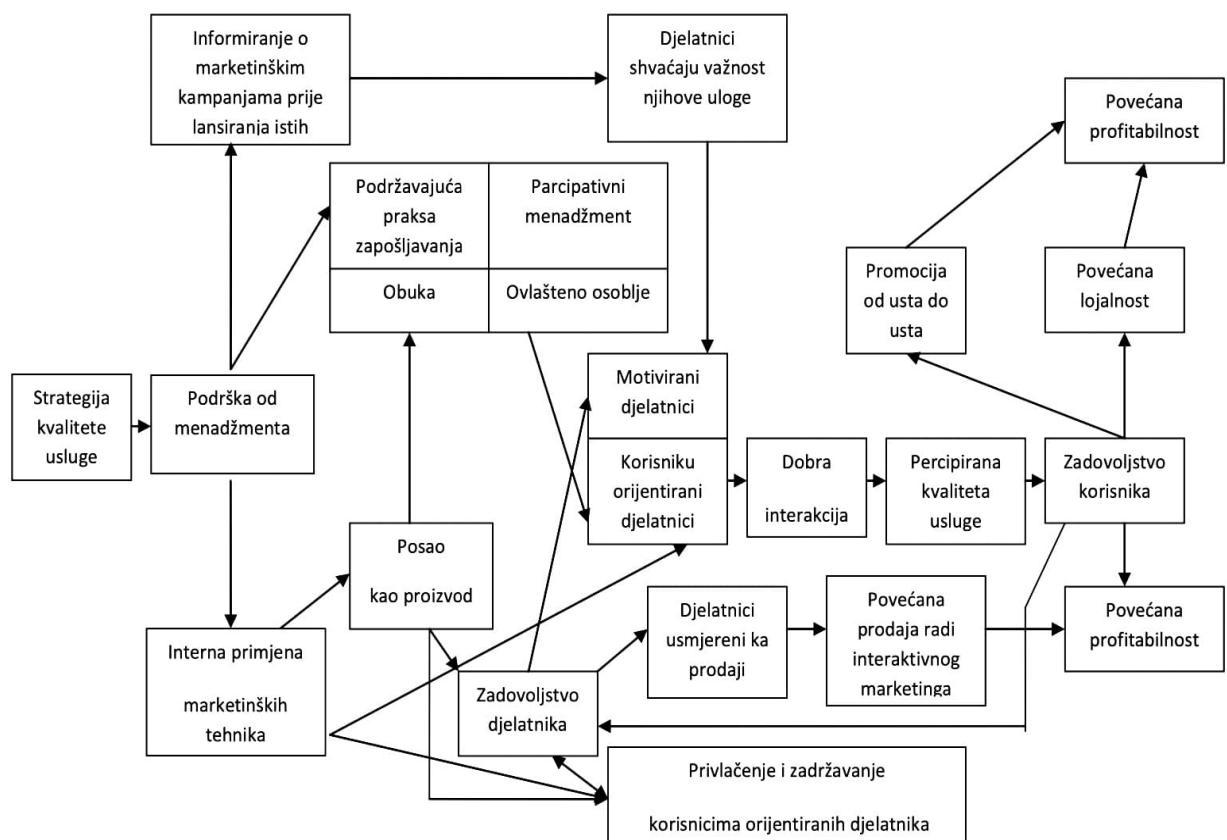 Informiranje o
marketinškim
kampanjama prije
lansiranja istih
Djelatnici
shvaćaju važnost
njihove uloge
Povećana
profitabilnost
Podržavajuća
praksa
zapošljavanja
Parcipativni
menadžment
Obuka
Ovlašteno osoblje
Promocija
od usta do
usta
Povećana
lojalnost
Strategija
kvalitete
usluge
Podrška od
menadžmenta
Motivirani
djelatnici
Korisniku
orijentirani
djelatnici
Dobra
interakcija
Percipirana
kvaliteta
usluge
Zadovoljstvo
korisnika
Posao
kao proizvod
Interna primjena
marketinških
tehnika
Zadovoljstvo
djelatnika
Djelatnici
usmjereni ka
prodaji
Povećana
prodaja radi
interaktivnog
marketinga
Povećana
profitabilnost
Privlačenje i zadržavanje
korisnicima orijentiranih djelatnika